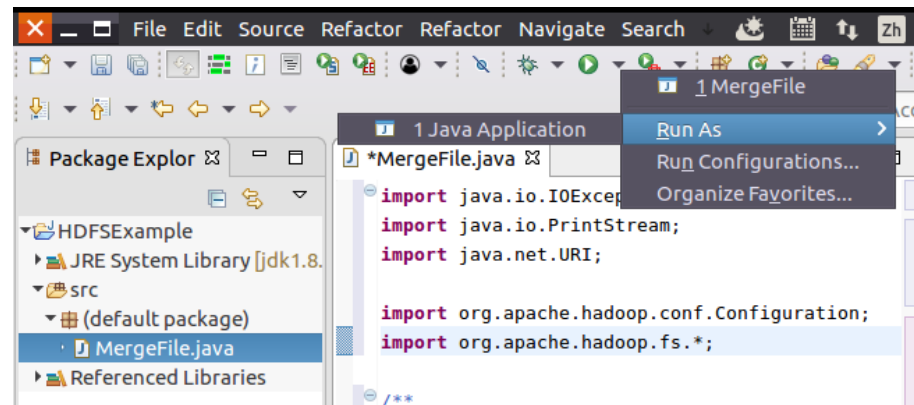 File Edit Source Refactor Refactor Navigate Search Zh
1 MergeFile
1 Java Application
Run As
Run Configurations...
Organize Favorites...
Package Explor
*MergeFile.java
HDFSExample
JRE System Library [jdk1.8.
src
(default package)
MergeFile.java
Referenced Libraries
import java.io.IOExcep
import java.io.PrintStream;
import java.net.URI;
import org.apache.hadoop.conf.Configuration;
import org.apache.hadoop.fs.*;
/**